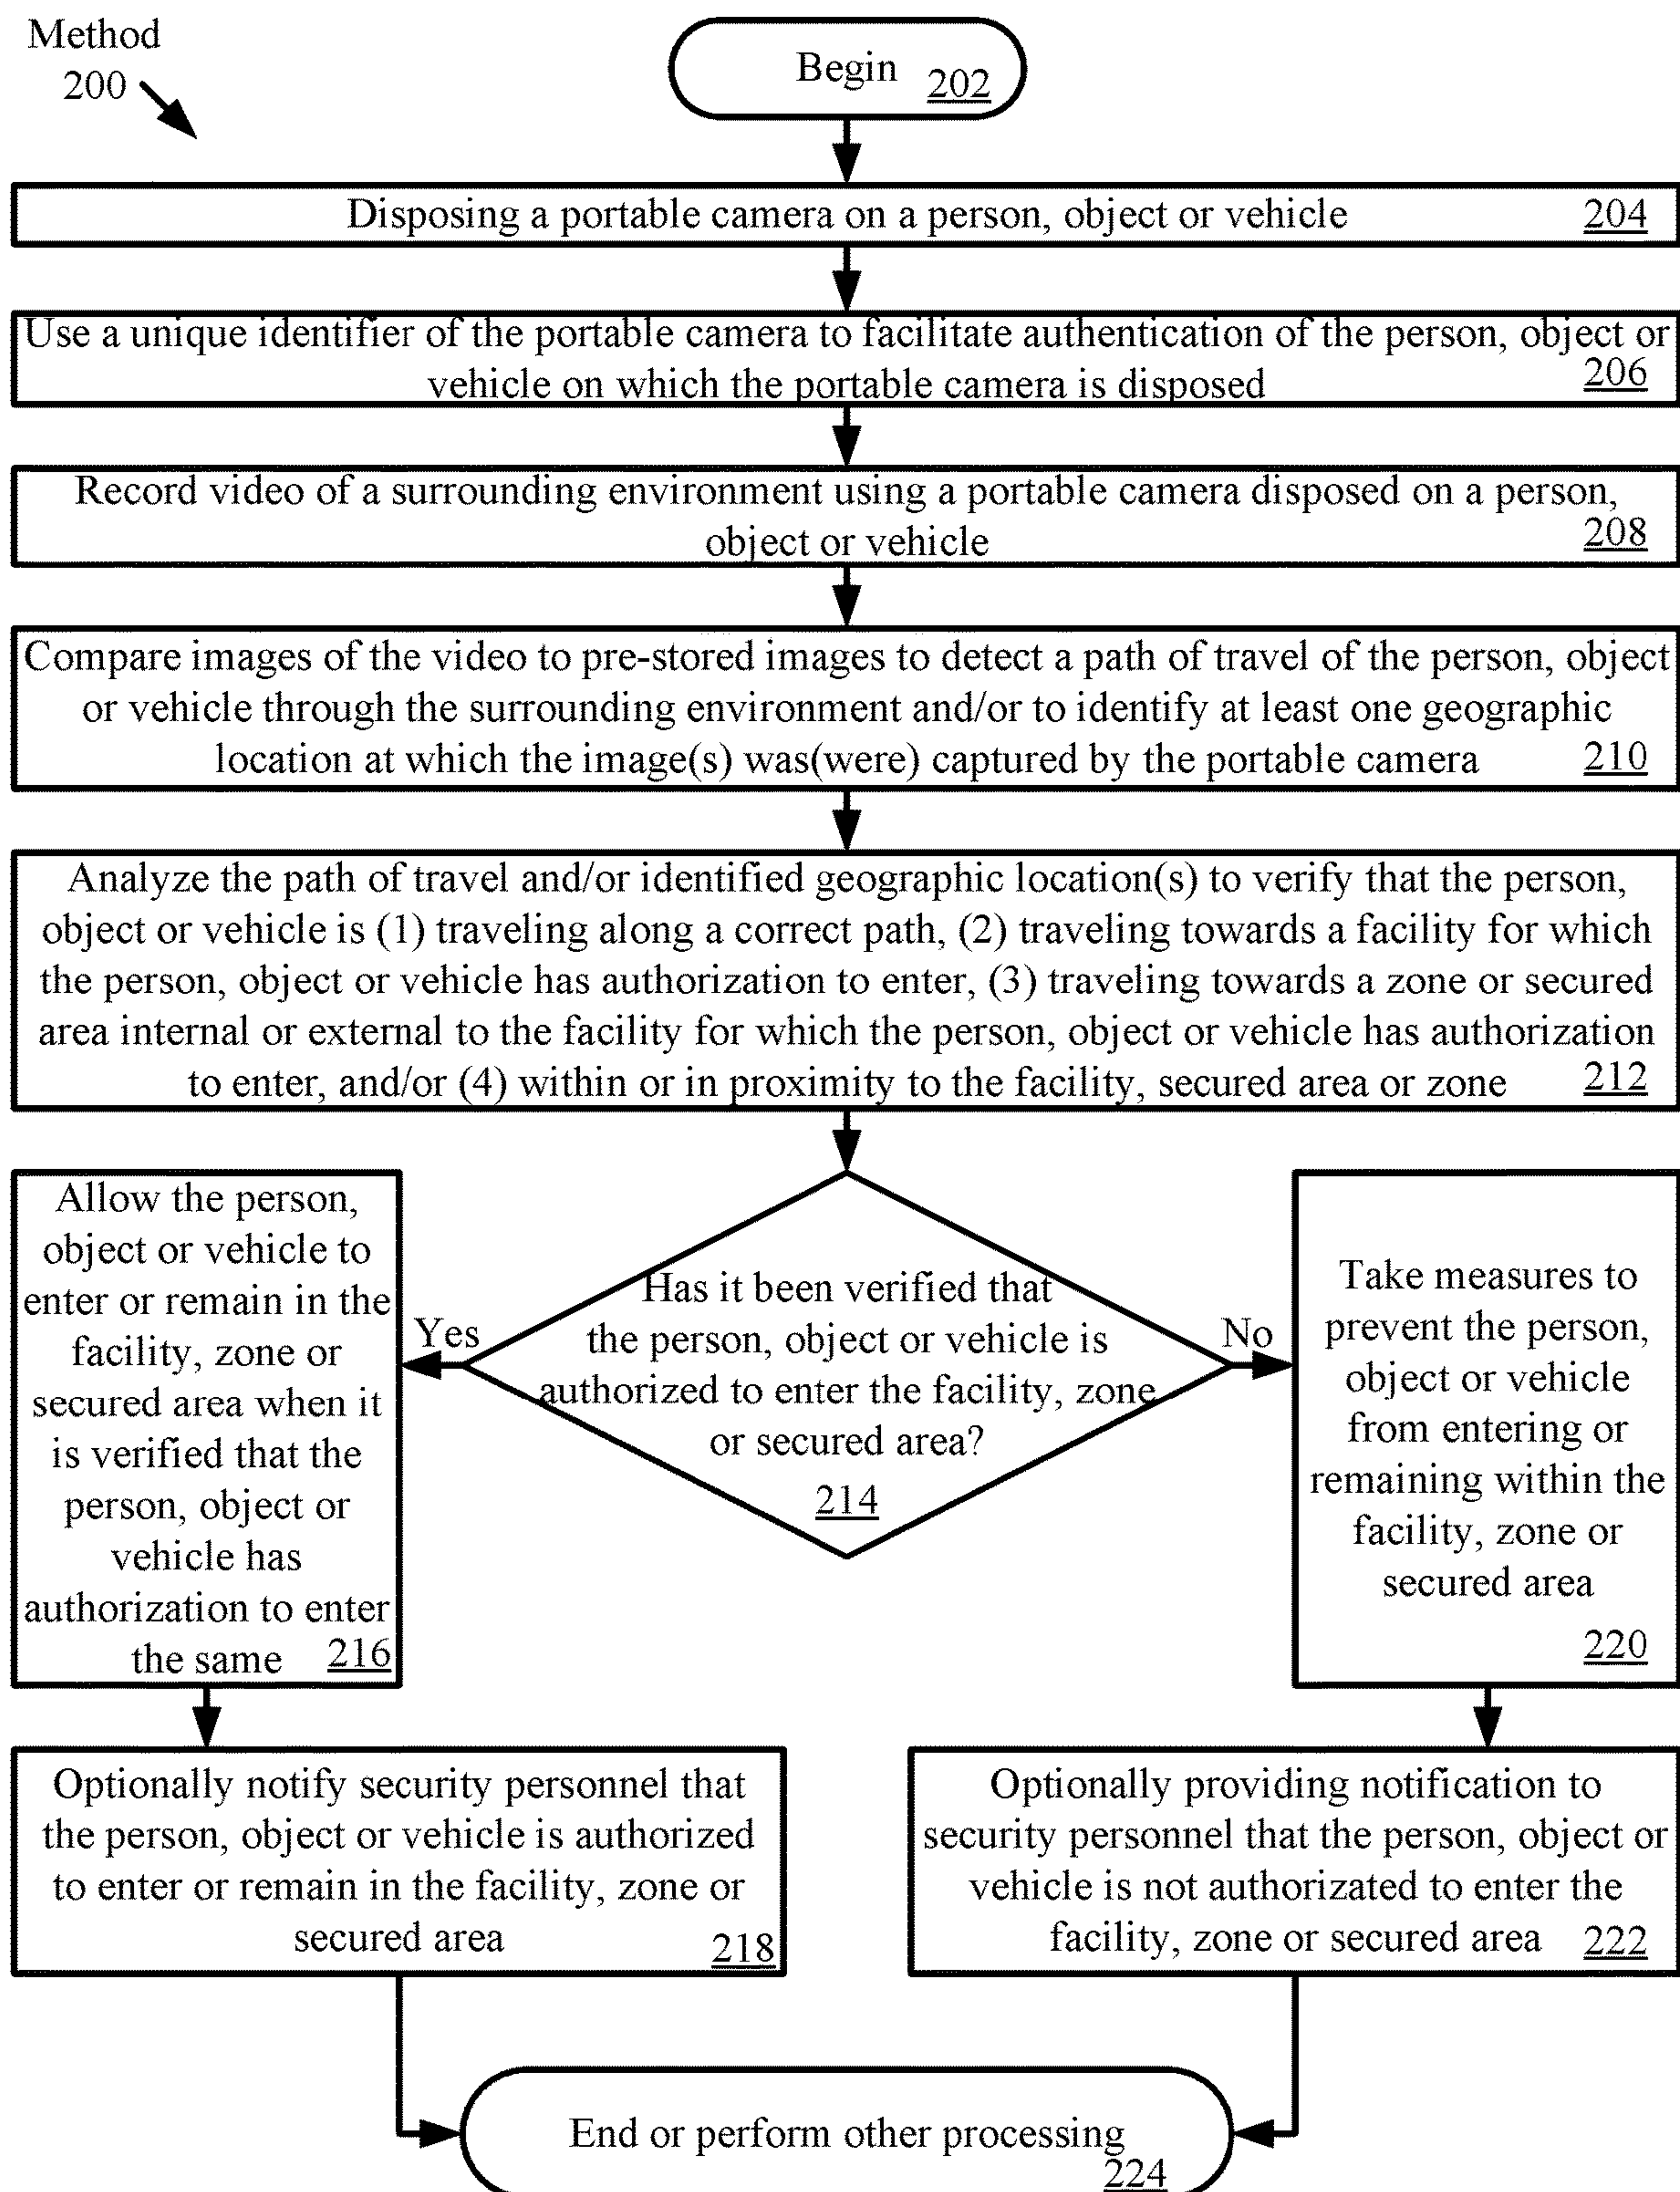 Method
200
Begin 202
Disposing a portable camera on a person, object or vehicle 204
Use a unique identifier of the portable camera to facilitate authentication of the person, object or
vehicle on which the portable camera is disposed 206
Record video of a surrounding environment using a portable camera disposed on a person,
object or vehicle 208
Compare images of the video to pre-stored images to detect a path of travel of the person, object
or vehicle through the surrounding environment and/or to identify at least one geographic
location at which the image(s) was(were) captured by the portable camera 210
Analyze the path of travel and/or identified geographic location(s) to verify that the person,
object or vehicle is (1) traveling along a correct path, (2) traveling towards a facility for which
the person, object or vehicle has authorization to enter, (3) traveling towards a zone or secured
area internal or external to the facility for which the person, object or vehicle has authorization
to enter, and/or (4) within or in proximity to the facility, secured area or zone 212
Has it been verified that
the person, object or vehicle is
authorized to enter the facility, zone
or secured area?
214
Yes
Allow the person,
object or vehicle to
enter or remain in the
facility, zone or
secured area when it
is verified that the
person, object or
vehicle has
authorization to enter
the same 216
No
Take measures to
prevent the person,
object or vehicle
from entering or
remaining within the
facility, zone or
secured area
220
Optionally notify security personnel that
the person, object or vehicle is authorized
to enter or remain in the facility, zone or
secured area 218
Optionally providing notification to
security personnel that the person, object or
vehicle is not authorizated to enter the
facility, zone or secured area 222
End or perform other processing
224